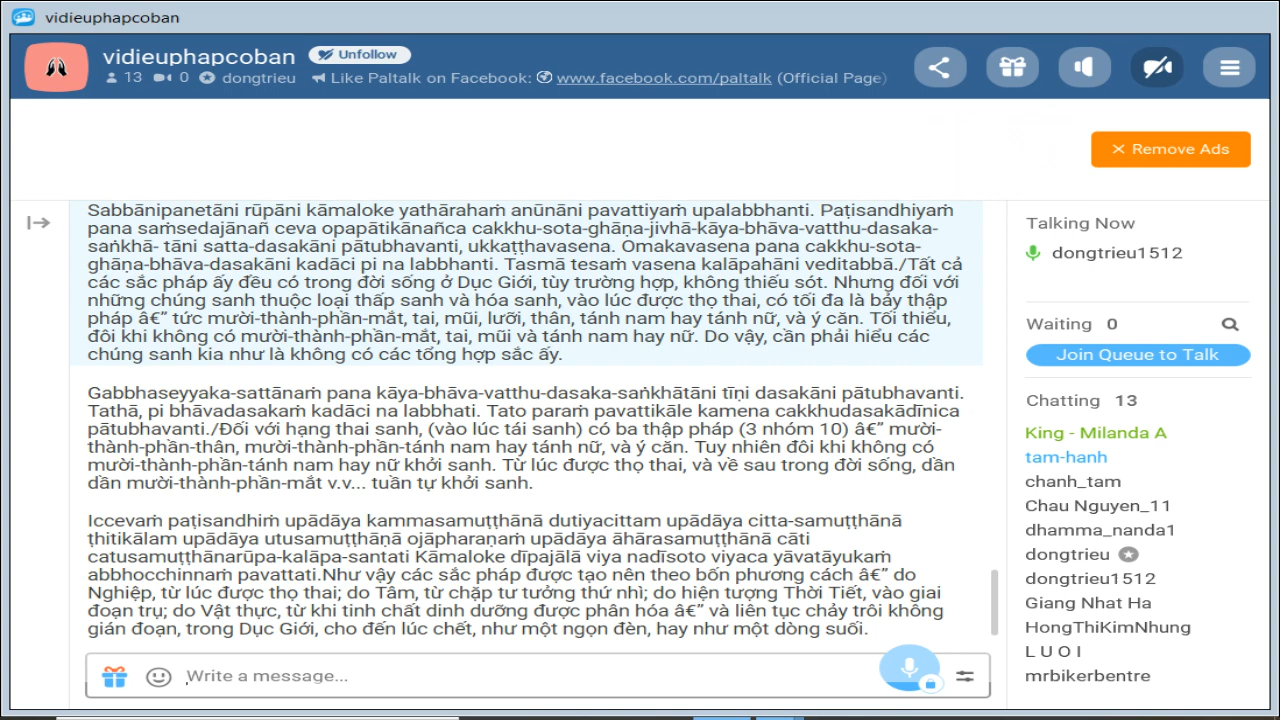 vidieuphapcoban
vidieuphapcoban Unfollow
13 0 dongtrieu Like Paltalk on Facebook: www.facebook.com/paltalk (Official Page)
Remove Ads
Sabbānipanetāni rūpāni kāmaloke yathārahaṁ anūnāni pavattiyaṁ upalabbhanti. Paṭisandhiyaṁ
pana saṁsedajānañ ceva opapātikānañca cakkhu-sota-ghāṇa-jivhā-kāya-bhāva-vatthu-dasaka-
saṅkhā- tāni satta-dasakāni pātubhavanti, ukkaṭṭhavasena. Omakavasena pana cakkhu-sota-
ghāṇa-bhāva-dasakāni kadāci pi na labbhanti. Tasmā tesaṁ vasena kalāpahāni veditabbā./Tất cả
các sắc pháp ấy đều có trong đời sống ở Dục Giới, tùy trường hợp, không thiếu sót. Nhưng đối với
những chúng sanh thuộc loại thấp sanh và hóa sanh, vào lúc được thọ thai, có tối đa là bảy thập
pháp â€” tức mười-thành-phần-mắt, tai, mũi, lưỡi, thân, tánh nam hay tánh nữ, và ý căn. Tối thiểu,
đôi khi không có mười-thành-phần-mắt, tai, mũi và tánh nam hay nữ. Do vậy, cần phải hiểu các
chúng sanh kia như là không có các tổng hợp sắc ấy.
Gabbhaseyyaka-sattānaṁ pana kāya-bhāva-vatthu-dasaka-saṅkhātāni tīṇi dasakāni pātubhavanti.
Tathā, pi bhāvadasakaṁ kadāci na labbhati. Tato paraṁ pavattikāle kamena cakkhudasakādīnica
pātubhavanti./Đối với hạng thai sanh, (vào lúc tái sanh) có ba thập pháp (3 nhóm 10) â€” mười-
thành-phần-thân, mười-thành-phần-tánh nam hay tánh nữ, và ý căn. Tuy nhiên đôi khi không có
mười-thành-phần-tánh nam hay nữ khởi sanh. Từ lúc được thọ thai, và về sau trong đời sống, dần
dần mười-thành-phần-mắt v.v... tuần tự khởi sanh.
Iccevaṁ paṭisandhiṁ upādāya kammasamuṭṭhānā dutiyacittam upādāya citta-samuṭṭhānā
ṭhitikālam upādāya utusamuṭṭhāṇā ojāpharaṇaṁ upādāya āhārasamuṭṭhānā cāti
catusamuṭṭhānarūpa-kalāpa-santati Kāmaloke dīpajālā viya nadīsoto viyaca yāvatāyukaṁ
abbhocchinnaṁ pavattati.Như vậy các sắc pháp được tạo nên theo bốn phương cách â€” do
Nghiệp, từ lúc được thọ thai; do Tâm, từ chặp tư tưởng thứ nhì; do hiện tượng Thời Tiết, vào giai
đoạn trụ; do Vật thực, từ khi tinh chất dinh dưỡng được phân hóa â€” và liên tục chảy trôi không
gián đoạn, trong Dục Giới, cho đến lúc chết, như một ngọn đèn, hay như một dòng suối.
Write a message...
Talking Now
dongtrieu1512
Waiting 0
Join Queue to Talk
Chatting 13
King - Milanda A
tam-hanh
chanh_tam
Chau Nguyen_11
dhamma_nanda1
dongtrieu
dongtrieu1512
Giang Nhat Ha
HongThiKimNhung
L U O I
mrbikerbentre